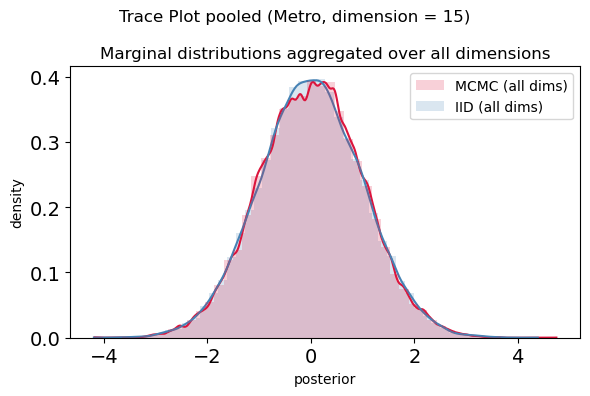 Trace Plot pooled (Metro, dimension = 15)
Marginal distributions aggregated over all dimensions
MCMC (all dims)
IID (all dims)
density
0.4
0.3
0.2
0.1
0.0
−4 −2 0 2 4
posterior